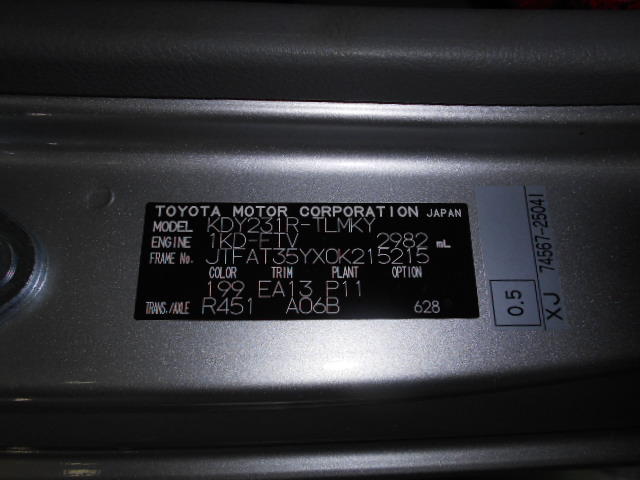 TOYOTA MOTOR CORPORATION JAPAN
MODEL KDY231R-TLMKY
ENGINE 1KD-FTV 2982 mL
FRAME No. JTFAT35YX0K215215
COLOR TRIM PLANT OPTION
199 EA13 P11
TRANS./AXLE R451 A06B 628
0.5
XJ 74567-25041